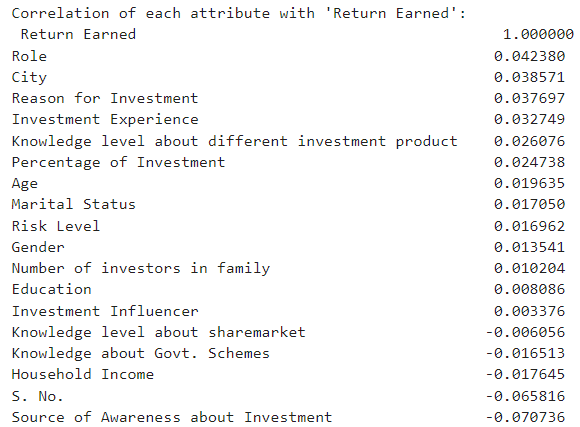 Correlation of each attribute with 'Return Earned':
Return Earned 1.000000
Role 0.042380
City 0.038571
Reason for Investment 0.037697
Investment Experience 0.032749
Knowledge level about different investment product 0.026076
Percentage of Investment 0.024738
Age 0.019635
Marital Status 0.017050
Risk Level 0.016962
Gender 0.013541
Number of investors in family 0.010204
Education 0.008086
Investment Influencer 0.003376
Knowledge level about sharemarket -0.006056
Knowledge about Govt. Schemes -0.016513
Household Income -0.017645
S. No. -0.065816
Source of Awareness about Investment -0.070736